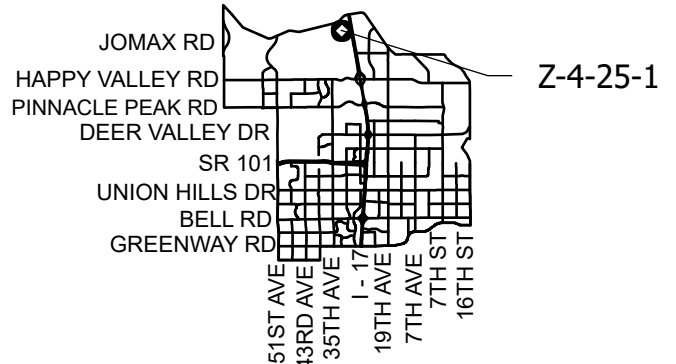 JOMAX RD
Z-4-25-1
HAPPY VALLEY RD
PINNACLE PEAK RD
DEER VALLEY DR
SR 101
UNION HILLS DR
BELL RD
GREENWAY RD
51ST AVE
43RD AVE
35TH AVE
I - 17
19TH AVE
7TH AVE
7TH ST
16TH ST